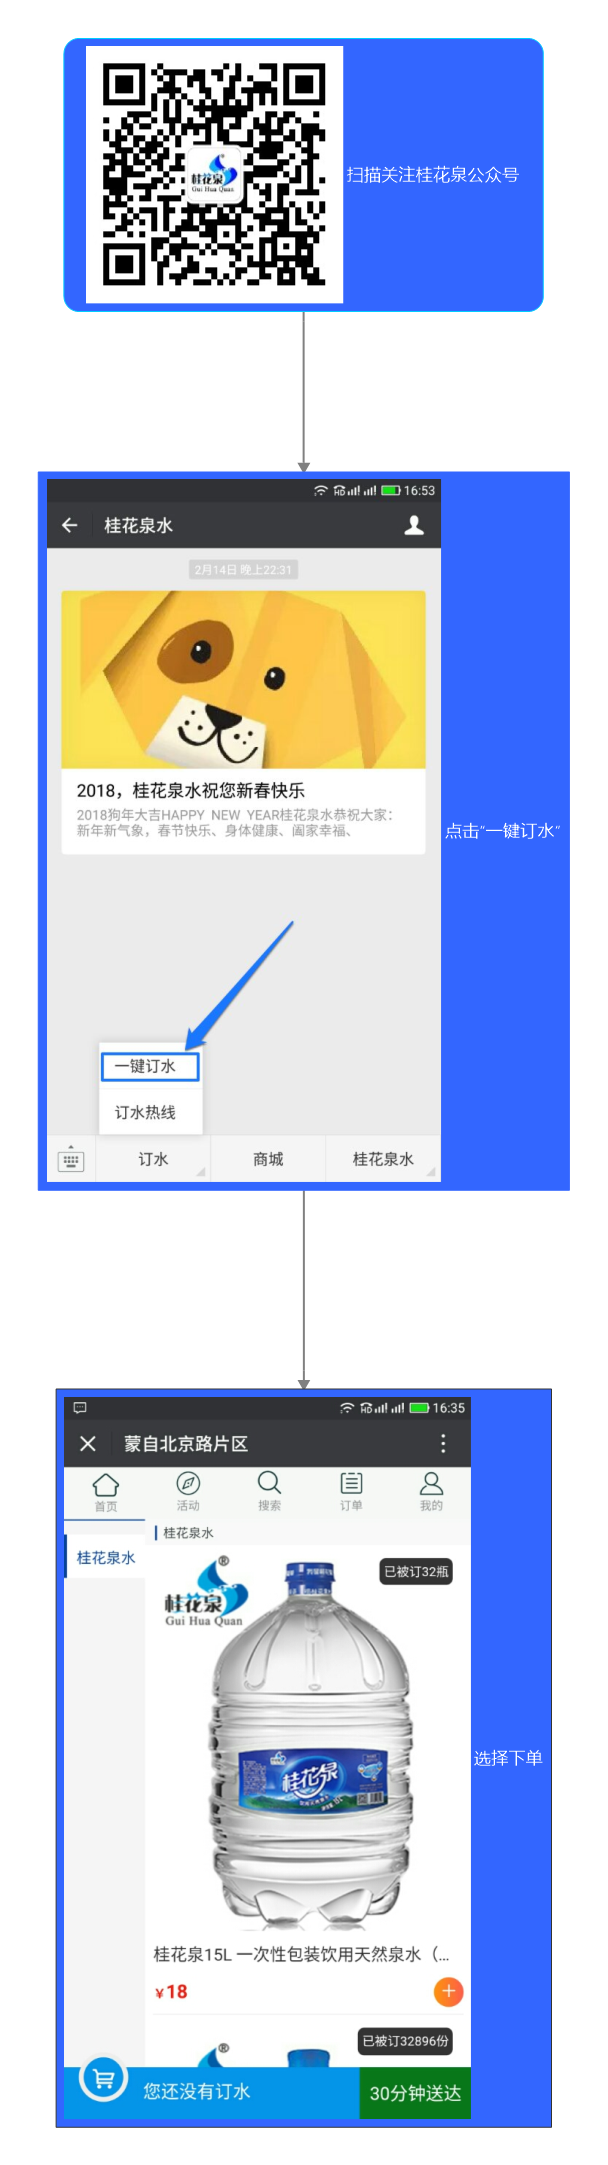 桂花泉
Gui Hua Quan
扫描关注桂花泉公众号
HD
16:53
桂花泉水
2月14日 晚上22:31
2018，桂花泉水祝您新春快乐
2018狗年大吉HAPPY NEW YEAR桂花泉水恭祝大家：
新年新气象，春节快乐、身体健康、阖家幸福、
点击“一键订水”
一键订水
订水热线
订水
商城
桂花泉水
HD
16:35
蒙自北京路片区
首页
活动
搜索
订单
我的
桂花泉水
桂花泉水
已被订32瓶
桂花泉®
Gui Hua Quan
桂花泉
选择下单
桂花泉15L 一次性包装饮用天然泉水（...
¥18
已被订32896份
®
您还没有订水
30分钟送达